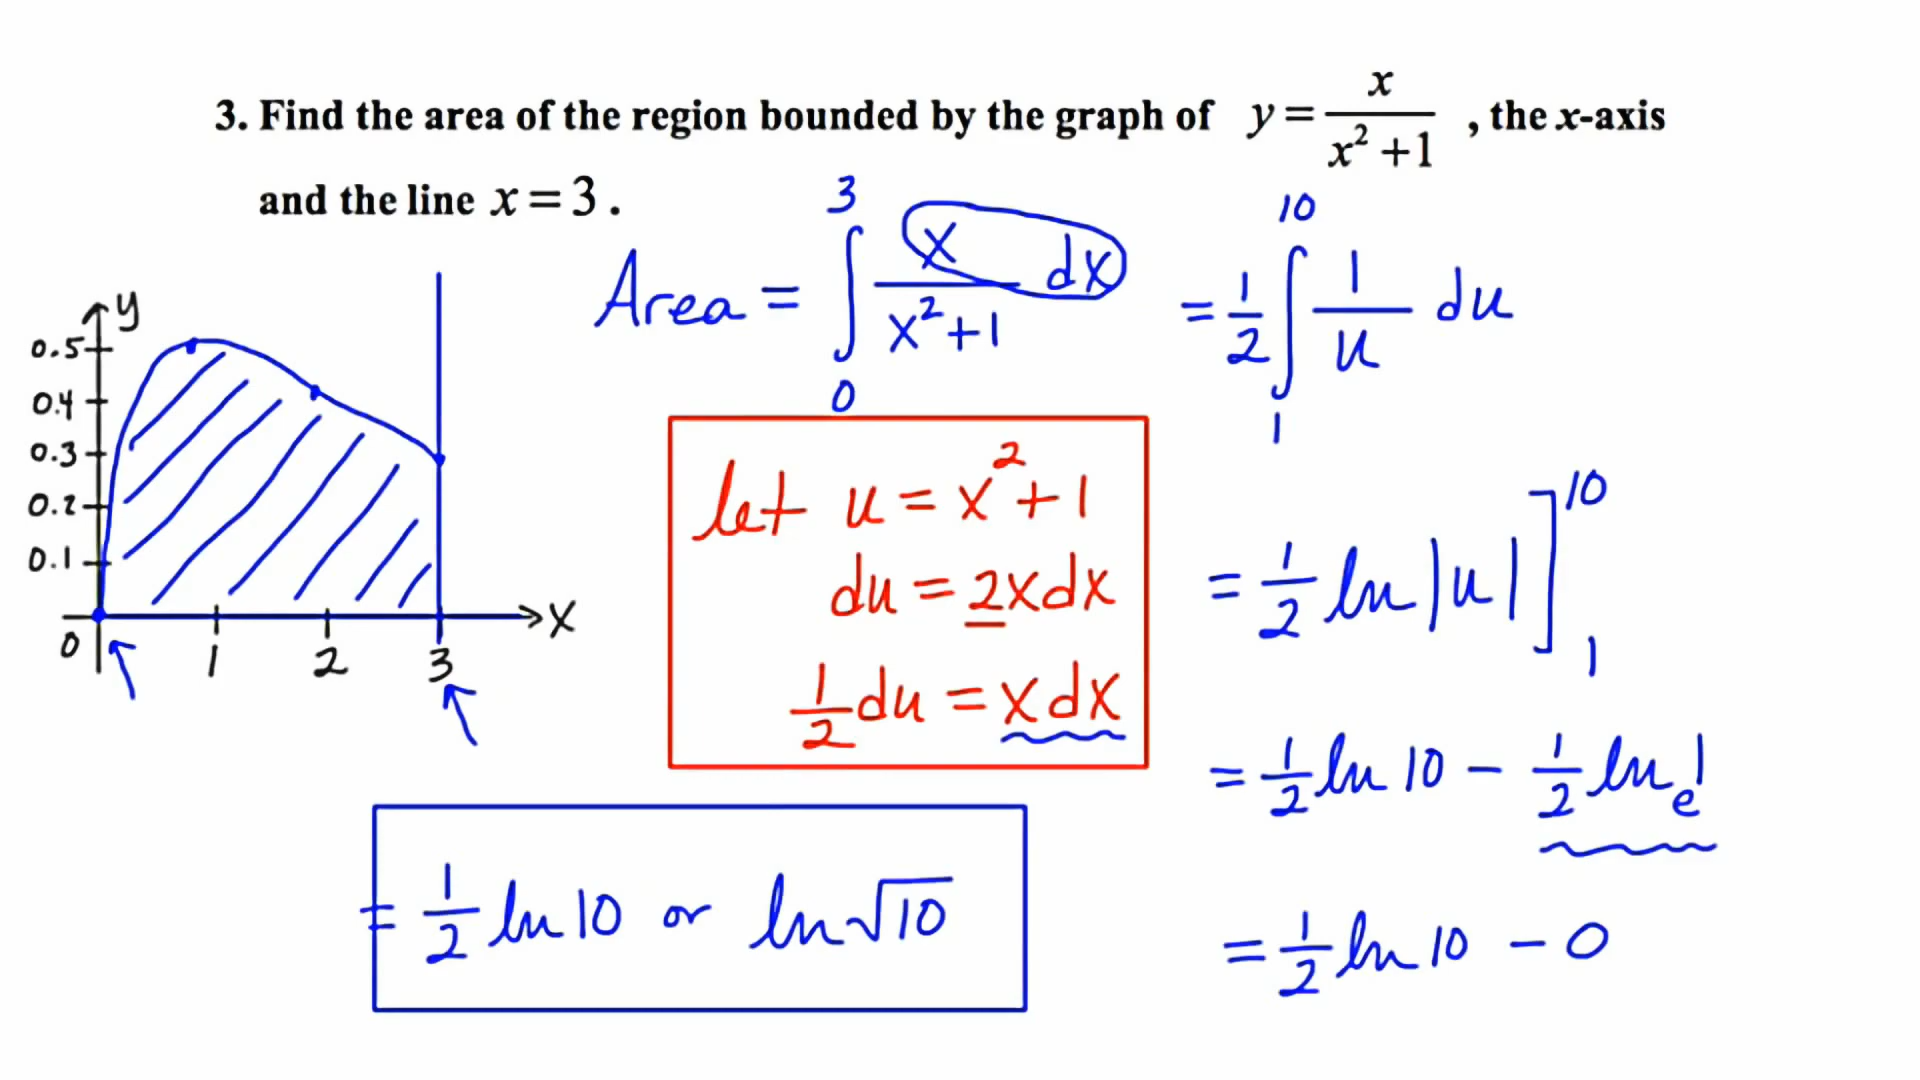 3. Find the area of the region bounded by the graph of y = x / (x² + 1) , the x-axis
and the line x = 3 .
Area = ∫₀³ x dx / (x² + 1)
let u = x² + 1
du = 2x dx
1/2 du = x dx
= 1/2 ∫₁¹⁰ 1/u du
= 1/2 ln |u| ]₁¹⁰
= 1/2 ln 10 − 1/2 lnₑ 1
= 1/2 ln 10 − 0
= 1/2 ln 10 or ln √10
y
0.5
0.4
0.3
0.2
0.1
0 1 2 3 x